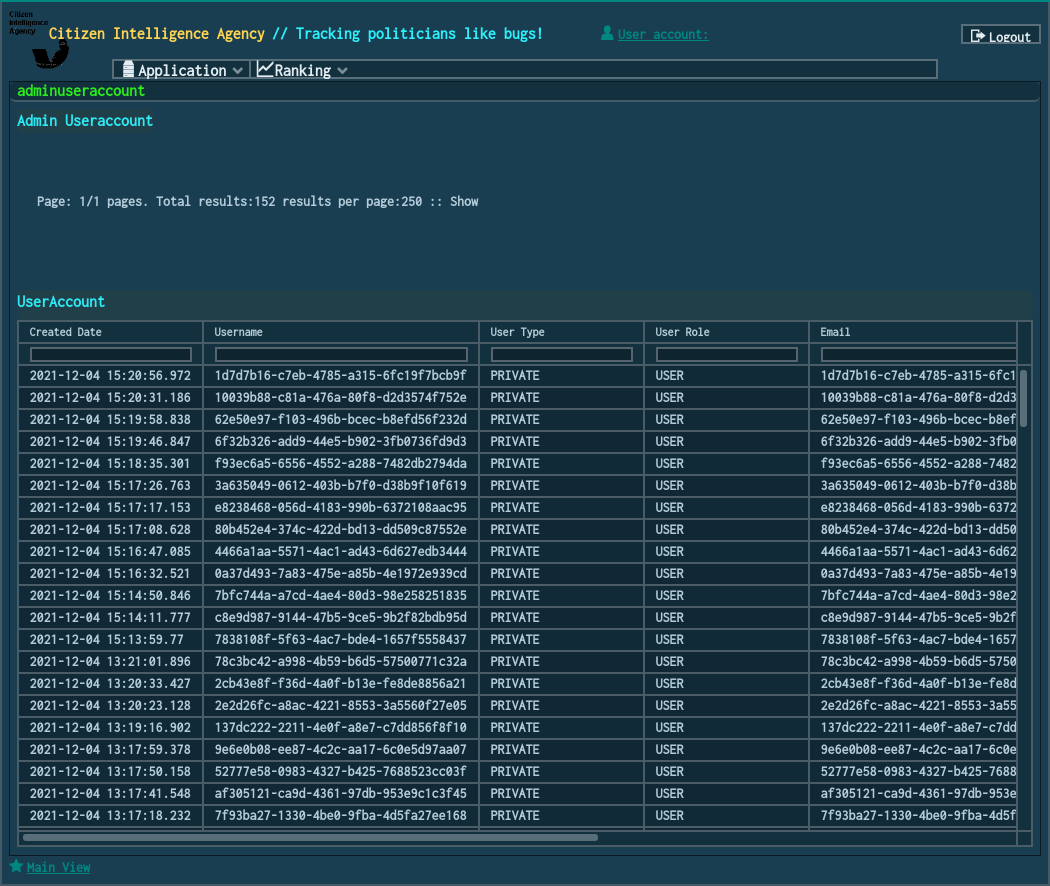 Citizen
Intelligence
Agency
Citizen Intelligence Agency // Tracking politicians like bugs!
User account:
Logout
Application Ranking
adminuseraccount
Admin Useraccount
Page: 1/1 pages. Total results:152 results per page:250 :: Show
UserAccount
Created Date Username User Type User Role Email
2021-12-04 15:20:56.972 1d7d7b16-c7eb-4785-a315-6fc19f7bcb9f PRIVATE USER 1d7d7b16-c7eb-4785-a315-6fc1
2021-12-04 15:20:31.186 10039b88-c81a-476a-80f8-d2d3574f752e PRIVATE USER 10039b88-c81a-476a-80f8-d2d3
2021-12-04 15:19:58.838 62e50e97-f103-496b-bcec-b8efd56f232d PRIVATE USER 62e50e97-f103-496b-bcec-b8ef
2021-12-04 15:19:46.847 6f32b326-add9-44e5-b902-3fb0736fd9d3 PRIVATE USER 6f32b326-add9-44e5-b902-3fb0
2021-12-04 15:18:35.301 f93ec6a5-6556-4552-a288-7482db2794da PRIVATE USER f93ec6a5-6556-4552-a288-7482
2021-12-04 15:17:26.763 3a635049-0612-403b-b7f0-d38b9f10f619 PRIVATE USER 3a635049-0612-403b-b7f0-d38b
2021-12-04 15:17:17.153 e8238468-056d-4183-990b-6372108aac95 PRIVATE USER e8238468-056d-4183-990b-6372
2021-12-04 15:17:08.628 80b452e4-374c-422d-bd13-dd509c87552e PRIVATE USER 80b452e4-374c-422d-bd13-dd50
2021-12-04 15:16:47.085 4466a1aa-5571-4ac1-ad43-6d627edb3444 PRIVATE USER 4466a1aa-5571-4ac1-ad43-6d62
2021-12-04 15:16:32.521 0a37d493-7a83-475e-a85b-4e1972e939cd PRIVATE USER 0a37d493-7a83-475e-a85b-4e19
2021-12-04 15:14:50.846 7bfc744a-a7cd-4ae4-80d3-98e258251835 PRIVATE USER 7bfc744a-a7cd-4ae4-80d3-98e2
2021-12-04 15:14:11.777 c8e9d987-9144-47b5-9ce5-9b2f82bdb95d PRIVATE USER c8e9d987-9144-47b5-9ce5-9b2f
2021-12-04 15:13:59.77 7838108f-5f63-4ac7-bde4-1657f5558437 PRIVATE USER 7838108f-5f63-4ac7-bde4-1657
2021-12-04 13:21:01.896 78c3bc42-a998-4b59-b6d5-57500771c32a PRIVATE USER 78c3bc42-a998-4b59-b6d5-5750
2021-12-04 13:20:33.427 2cb43e8f-f36d-4a0f-b13e-fe8de8856a21 PRIVATE USER 2cb43e8f-f36d-4a0f-b13e-fe8d
2021-12-04 13:20:23.128 2e2d26fc-a8ac-4221-8553-3a5560f27e05 PRIVATE USER 2e2d26fc-a8ac-4221-8553-3a55
2021-12-04 13:19:16.902 137dc222-2211-4e0f-a8e7-c7dd856f8f10 PRIVATE USER 137dc222-2211-4e0f-a8e7-c7dd
2021-12-04 13:17:59.378 9e6e0b08-ee87-4c2c-aa17-6c0e5d97aa07 PRIVATE USER 9e6e0b08-ee87-4c2c-aa17-6c0e
2021-12-04 13:17:50.158 52777e58-0983-4327-b425-7688523cc03f PRIVATE USER 52777e58-0983-4327-b425-7688
2021-12-04 13:17:41.548 af305121-ca9d-4361-97db-953e9c1c3f45 PRIVATE USER af305121-ca9d-4361-97db-953e
2021-12-04 13:17:18.232 7f93ba27-1330-4be0-9fba-4d5fa27ee168 PRIVATE USER 7f93ba27-1330-4be0-9fba-4d5f
Main View